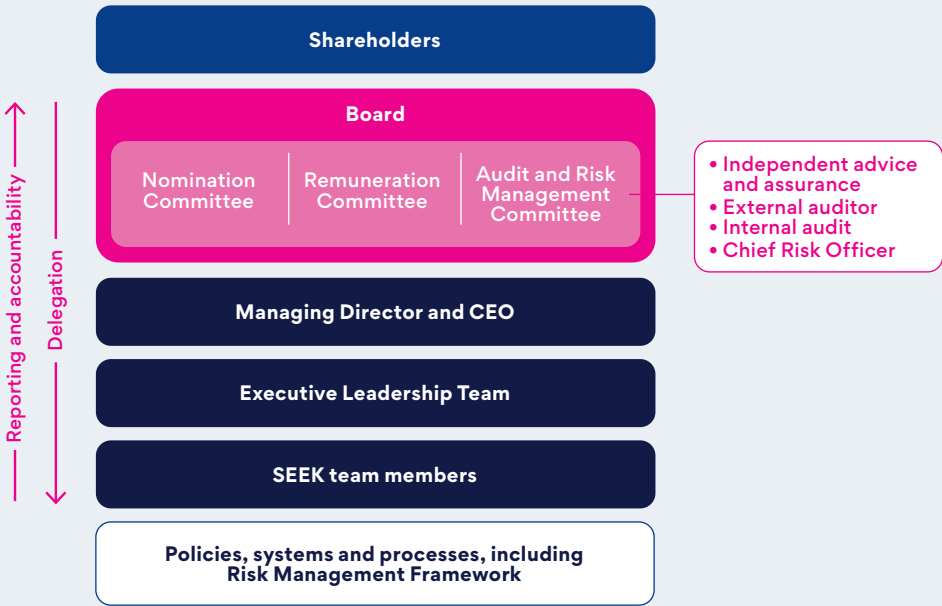 Shareholders
Board
Nomination
Committee
Remuneration
Committee
Audit and Risk
Management
Committee
• Independent advice
and assurance
• External auditor
• Internal audit
• Chief Risk Officer
Reporting and accountability
Delegation
Managing Director and CEO
Executive Leadership Team
SEEK team members
Policies, systems and processes, including
Risk Management Framework